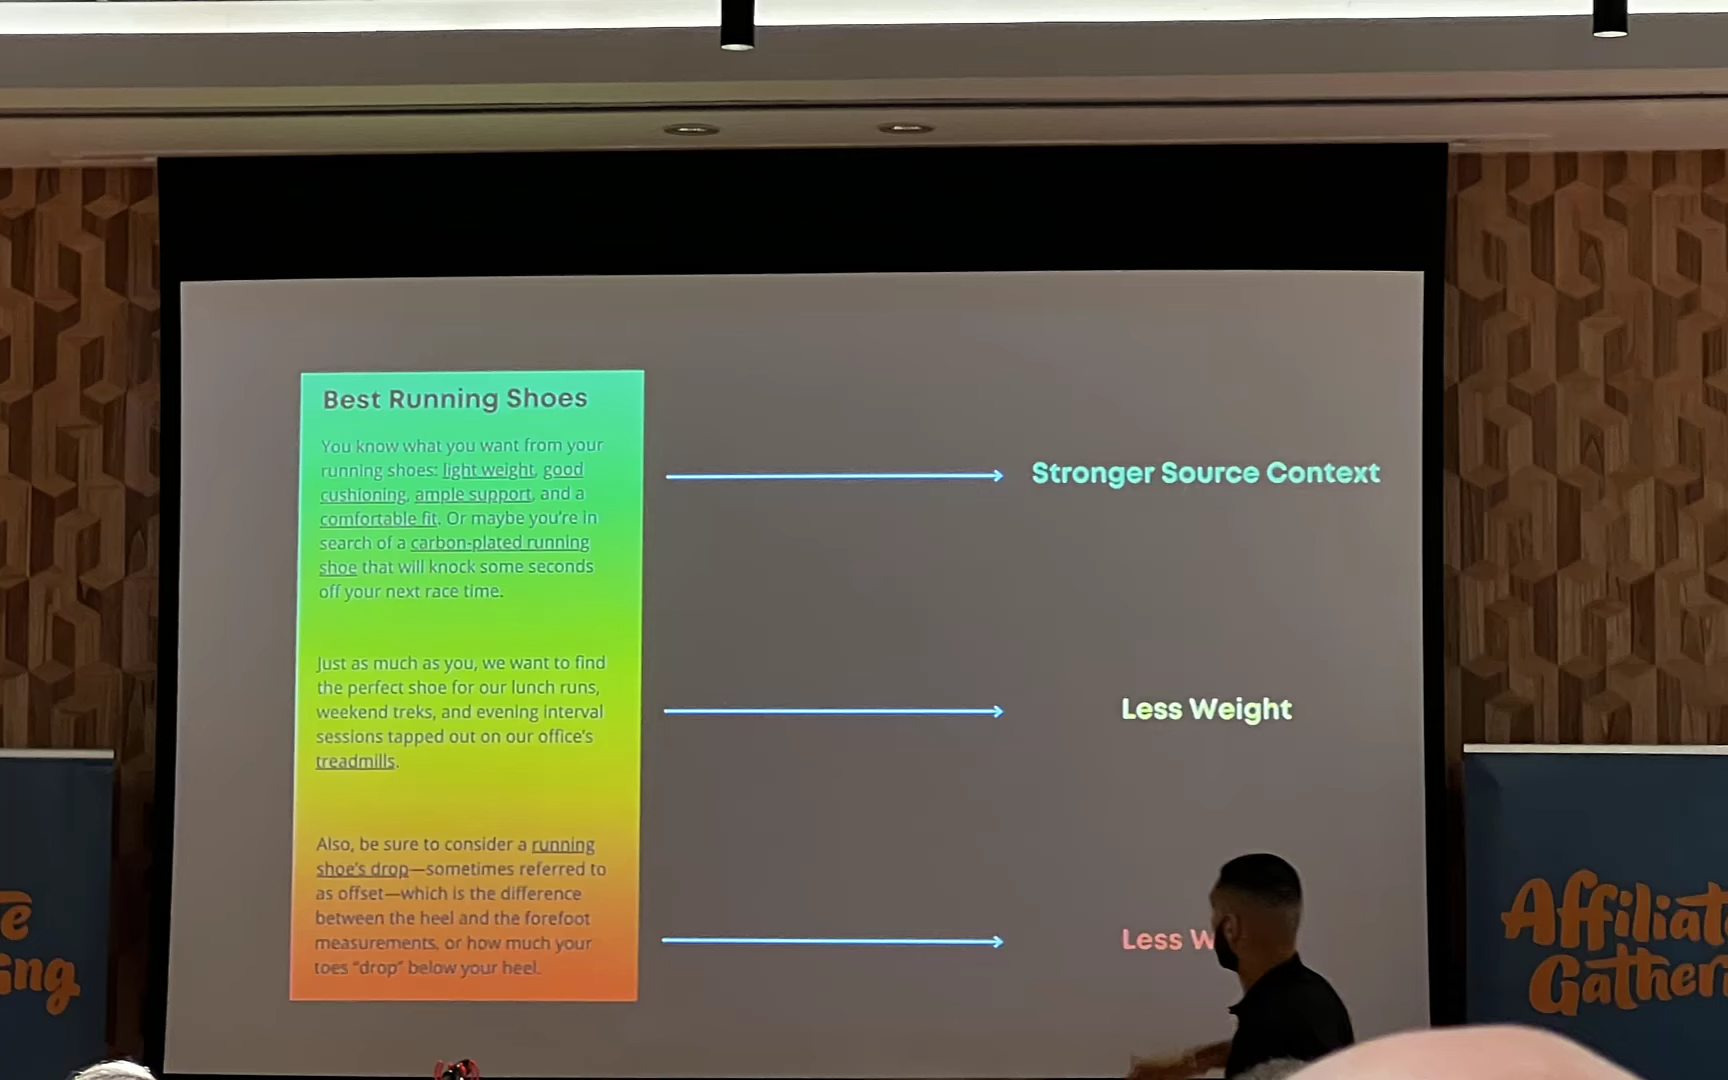 Best Running Shoes
You know what you want from your
running shoes: light weight, good
cushioning, ample support, and a
comfortable fit. Or maybe you're in
search of a carbon-plated running
shoe that will knock some seconds
off your next race time.
Just as much as you, we want to find
the perfect shoe for our lunch runs,
weekend treks, and evening interval
sessions tapped out on our office's
treadmills.
Also, be sure to consider a running
shoe's drop—sometimes referred to
as offset—which is the difference
between the heel and the forefoot
measurements, or how much your
toes "drop" below your heel.
Stronger Source Context
Less Weight
Less W
e
ing
Affiliat
Gatheri